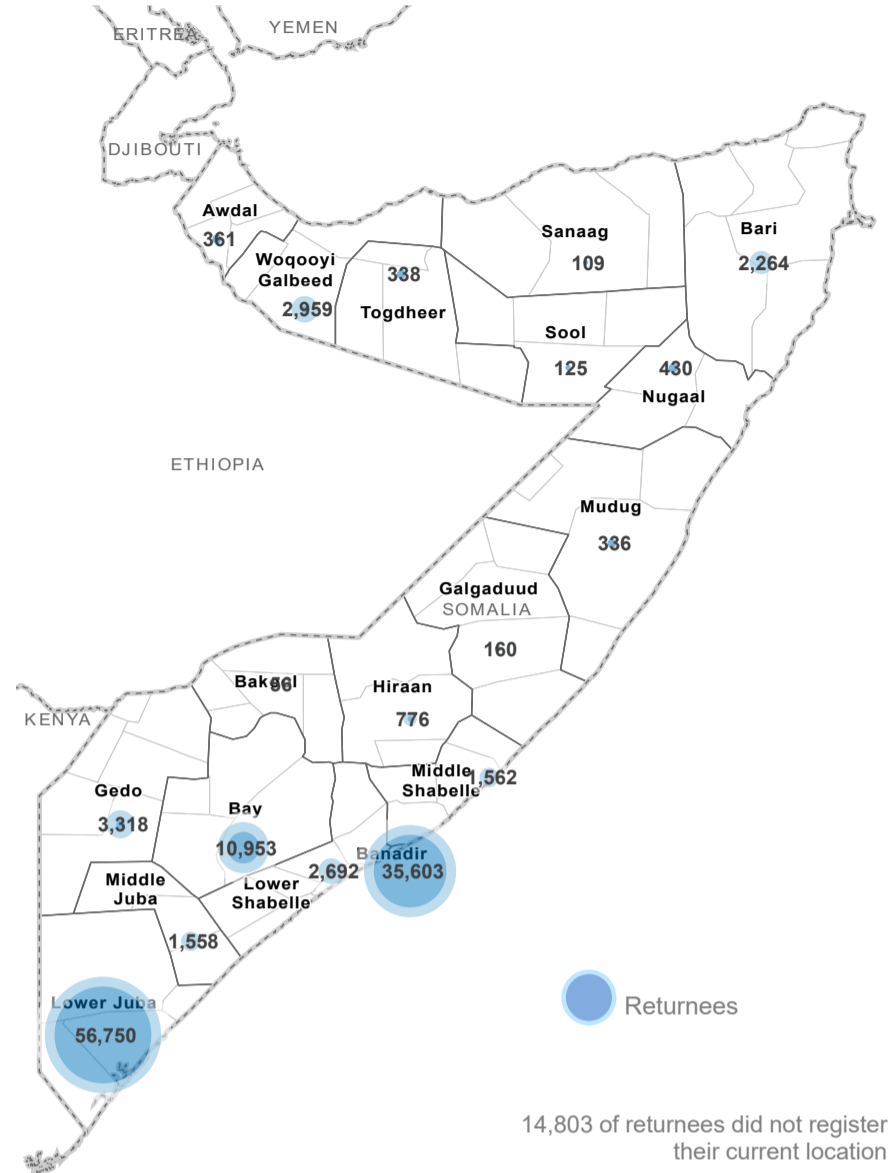 ERITREA
YEMEN
DJIBOUTI
Awdal
361
Woqooyi
Galbeed
2,959
338
Togdheer
Sanaag
109
Bari
2,264
Sool
125
430
Nugaal
ETHIOPIA
Mudug
336
Galgaduud
SOMALIA
160
Hiraan
776
KENYA
Middle
Shabelle
1,562
Gedo
3,318
Bay
10,953
Banadir
35,603
2,692
Lower
Shabelle
Middle
Juba
1,558
Lower Juba
56,750
Returnees
14,803 of returnees did not register
their current location